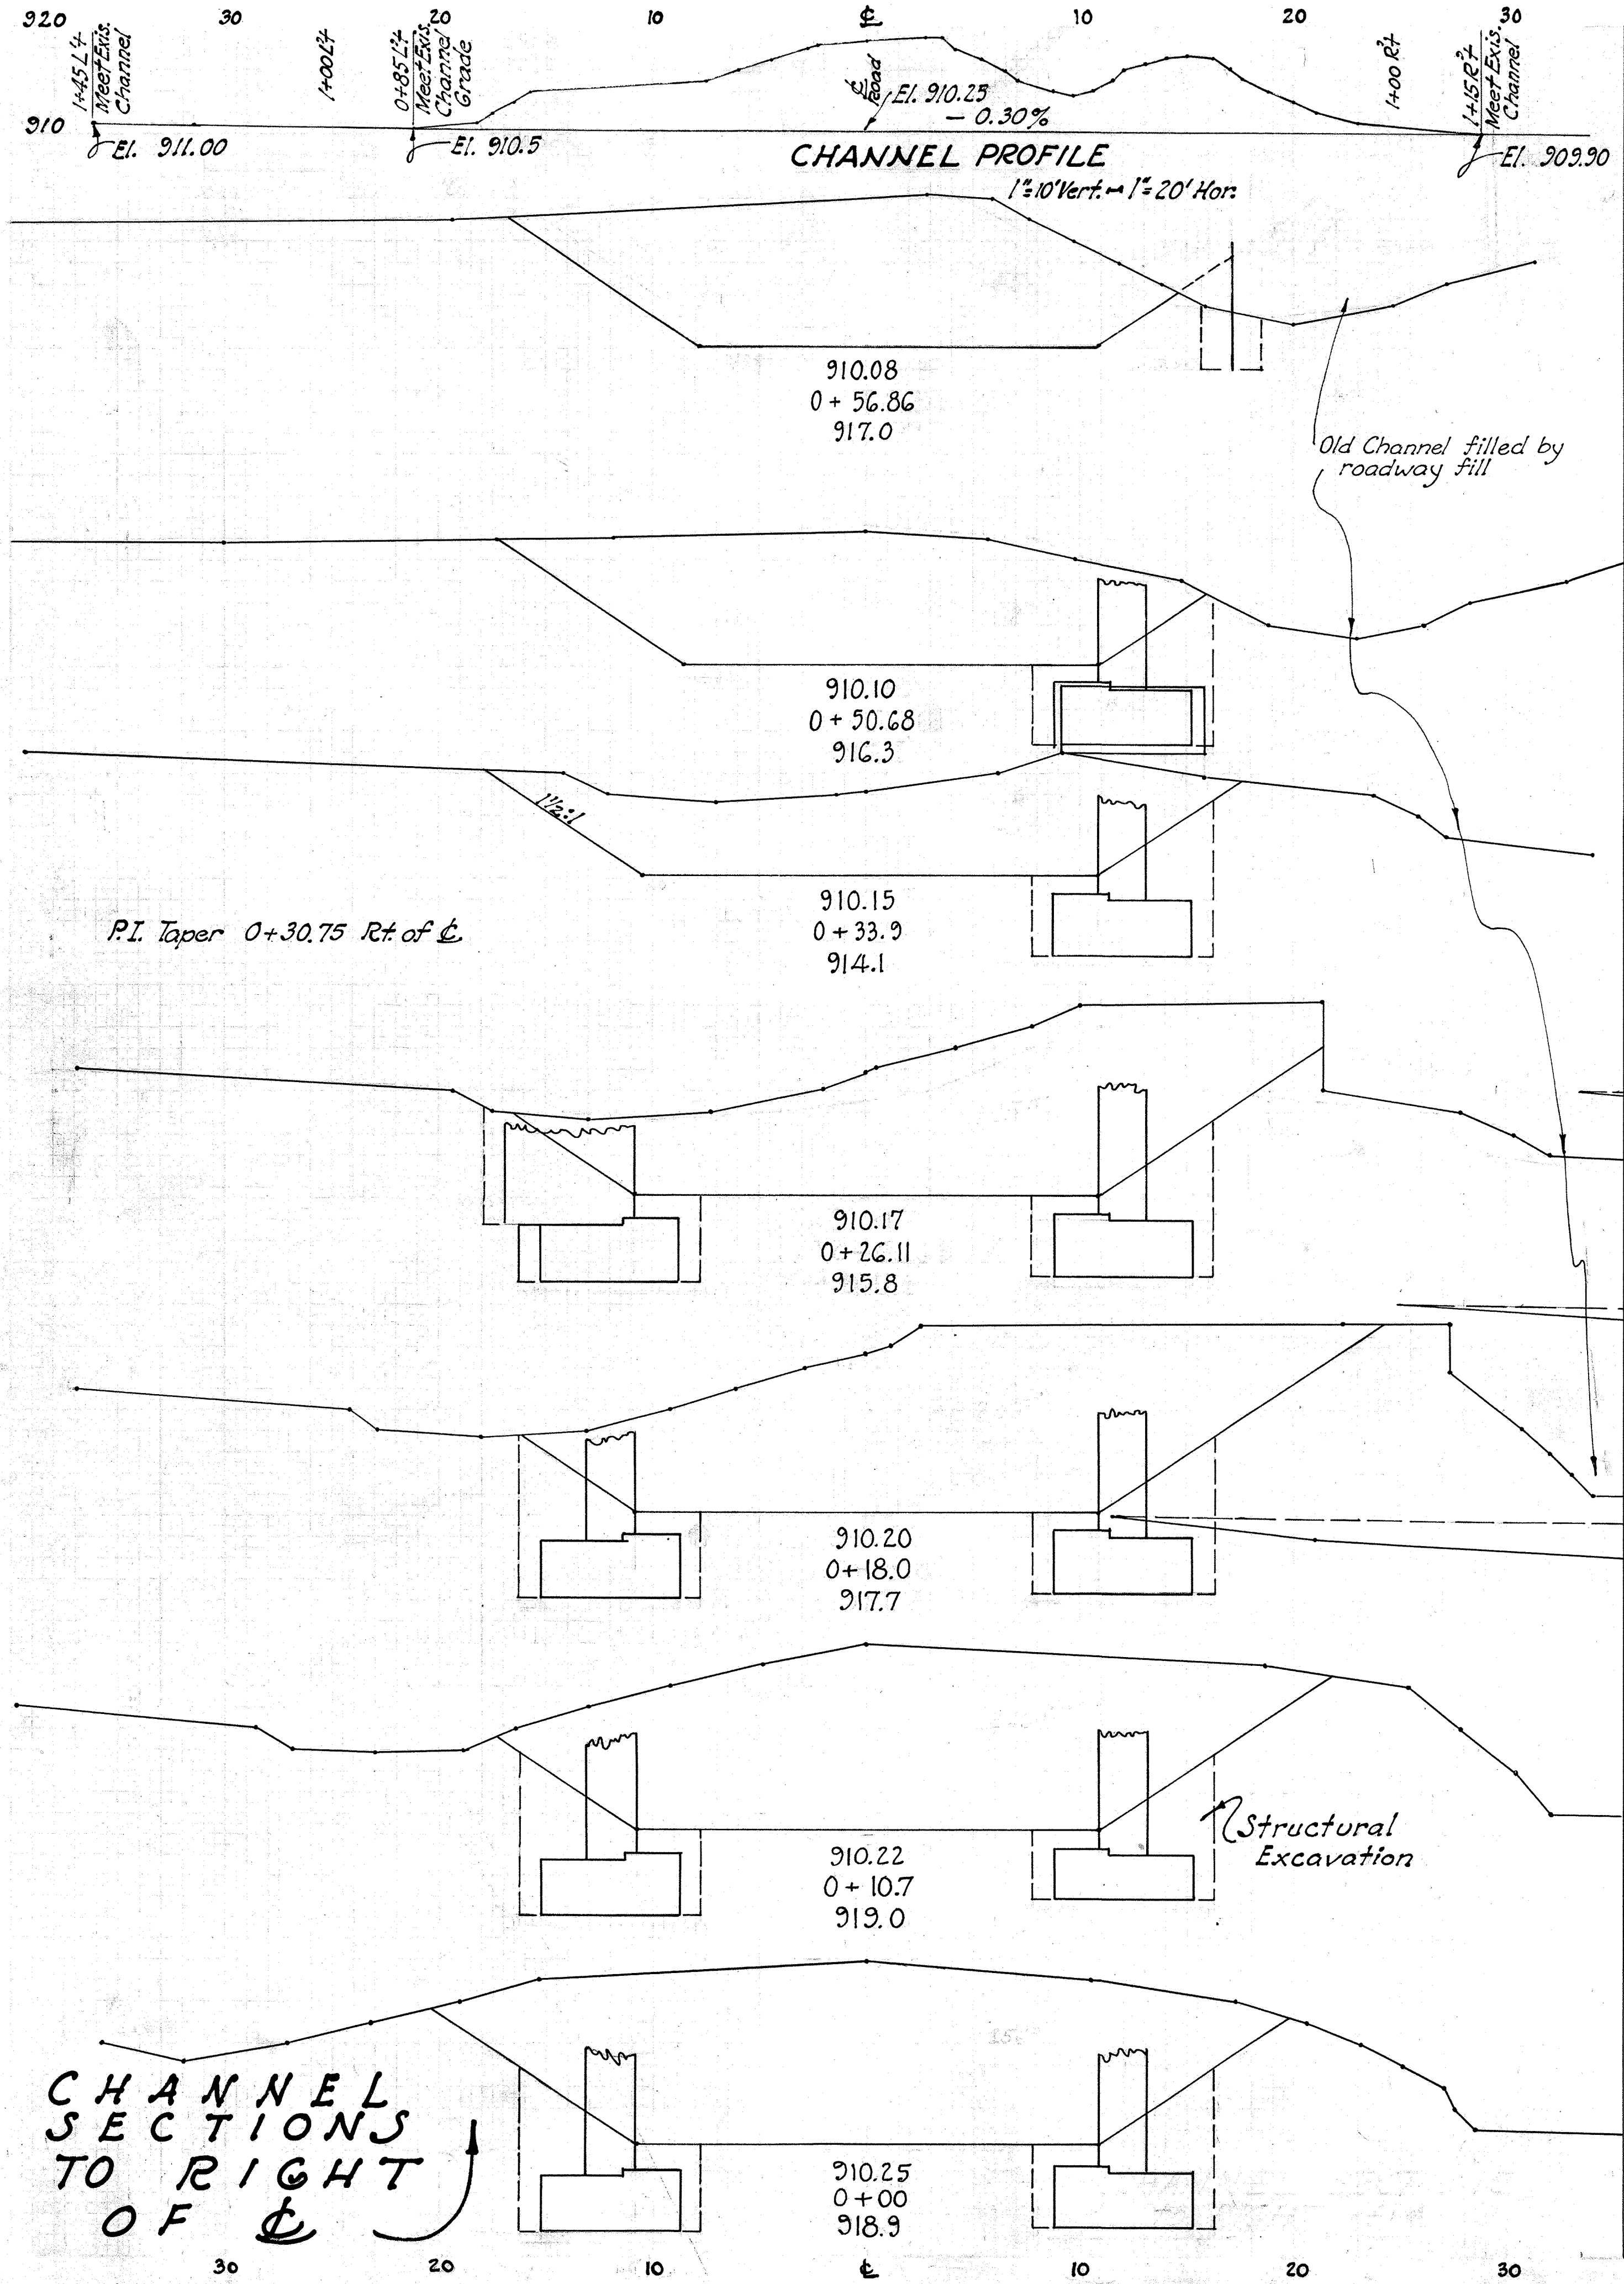 920 30 20 10 ℄ 10 20 30
1+45 Lt
Meet Exis.
Channel
1+00 Lt
0+85 Lt
Meet Exis.
Channel
Grade
℄
Road
El. 910.25
- 0.30%
1+00 Rt
1+15 Rt
Meet Exis.
Channel
910
El. 911.00
El. 910.5
El. 909.90
CHANNEL PROFILE
1"=10' Vert. - 1"=20' Hor.
910.08
0+56.86
917.0
Old Channel filled by
roadway fill
910.10
0+50.68
916.3
1½:1
910.15
0+33.9
914.1
P.I. Taper 0+30.75 Rt. of ℄
910.17
0+26.11
915.8
910.20
0+18.0
917.7
Structural
Excavation
910.22
0+10.7
919.0
CHANNEL
SECTIONS
TO RIGHT
OF ℄
910.25
0+00
918.9
30 20 10 ℄ 10 20 30